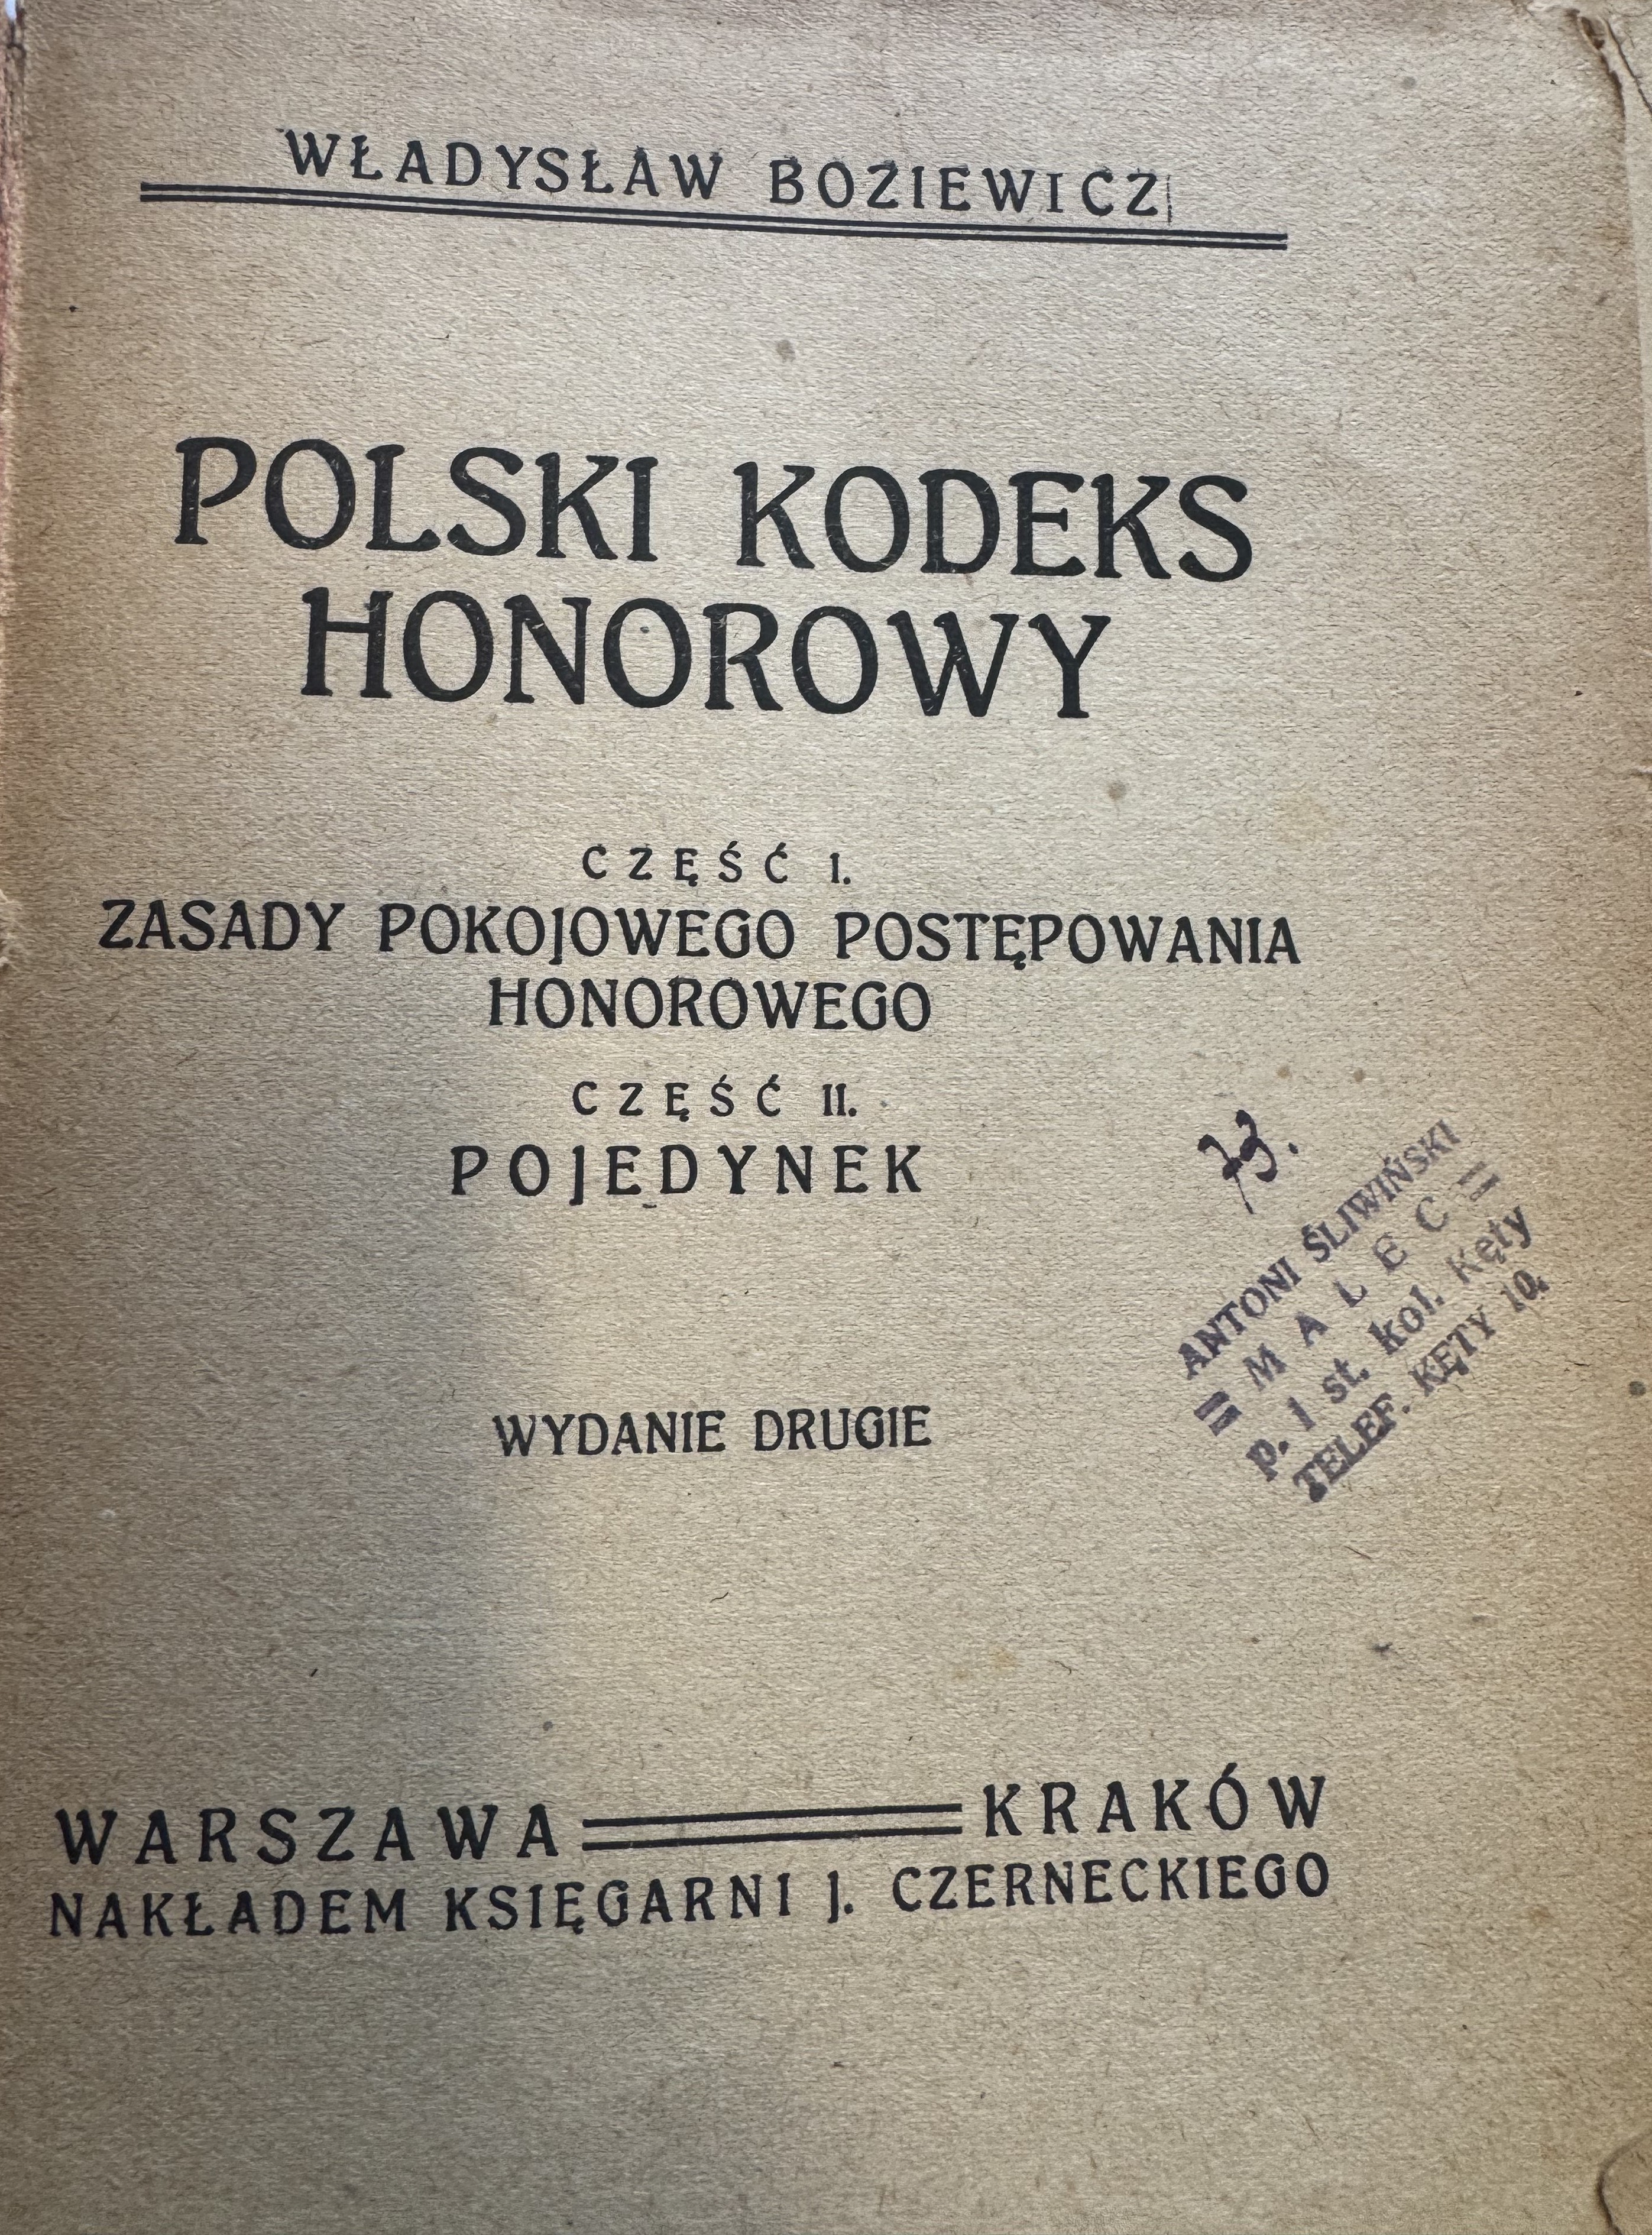 WŁADYSŁAW BOZIEWICZ
POLSKI KODEKS
HONOROWY
CZĘŚĆ I.
ZASADY POKOJOWEGO POSTĘPOWANIA
HONOROWEGO
CZĘŚĆ II.
POJEDYNEK
73.
ANTONI ŚLIWIŃSKI
= MALEC =
p. I st. kol. Kęty
TELEF. KĘTY 10.
WYDANIE DRUGIE
WARSZAWA KRAKÓW
NAKŁADEM KSIĘGARNI J. CZERNECKIEGO